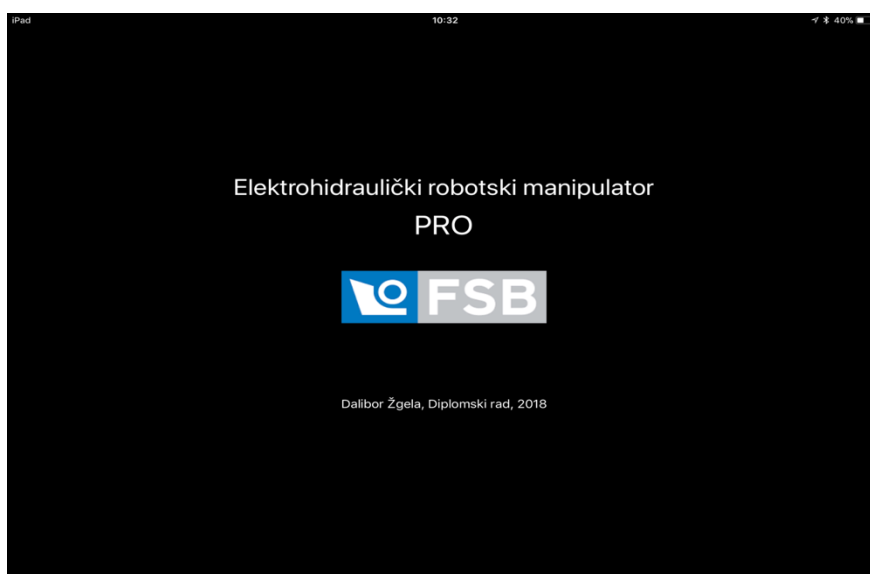 iPad 10:32 40%
Elektrohidraulički robotski manipulator
PRO
FSB
Dalibor Žgela, Diplomski rad, 2018